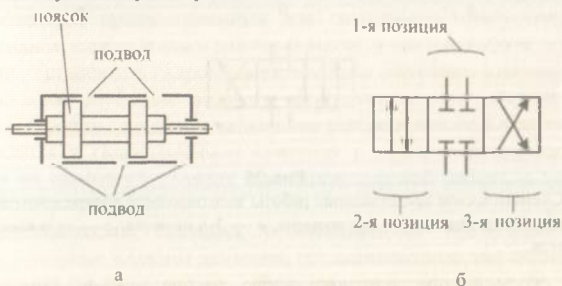 поясок
подвод
подвод
а
1-я позиция
2-я позиция 3-я позиция
б